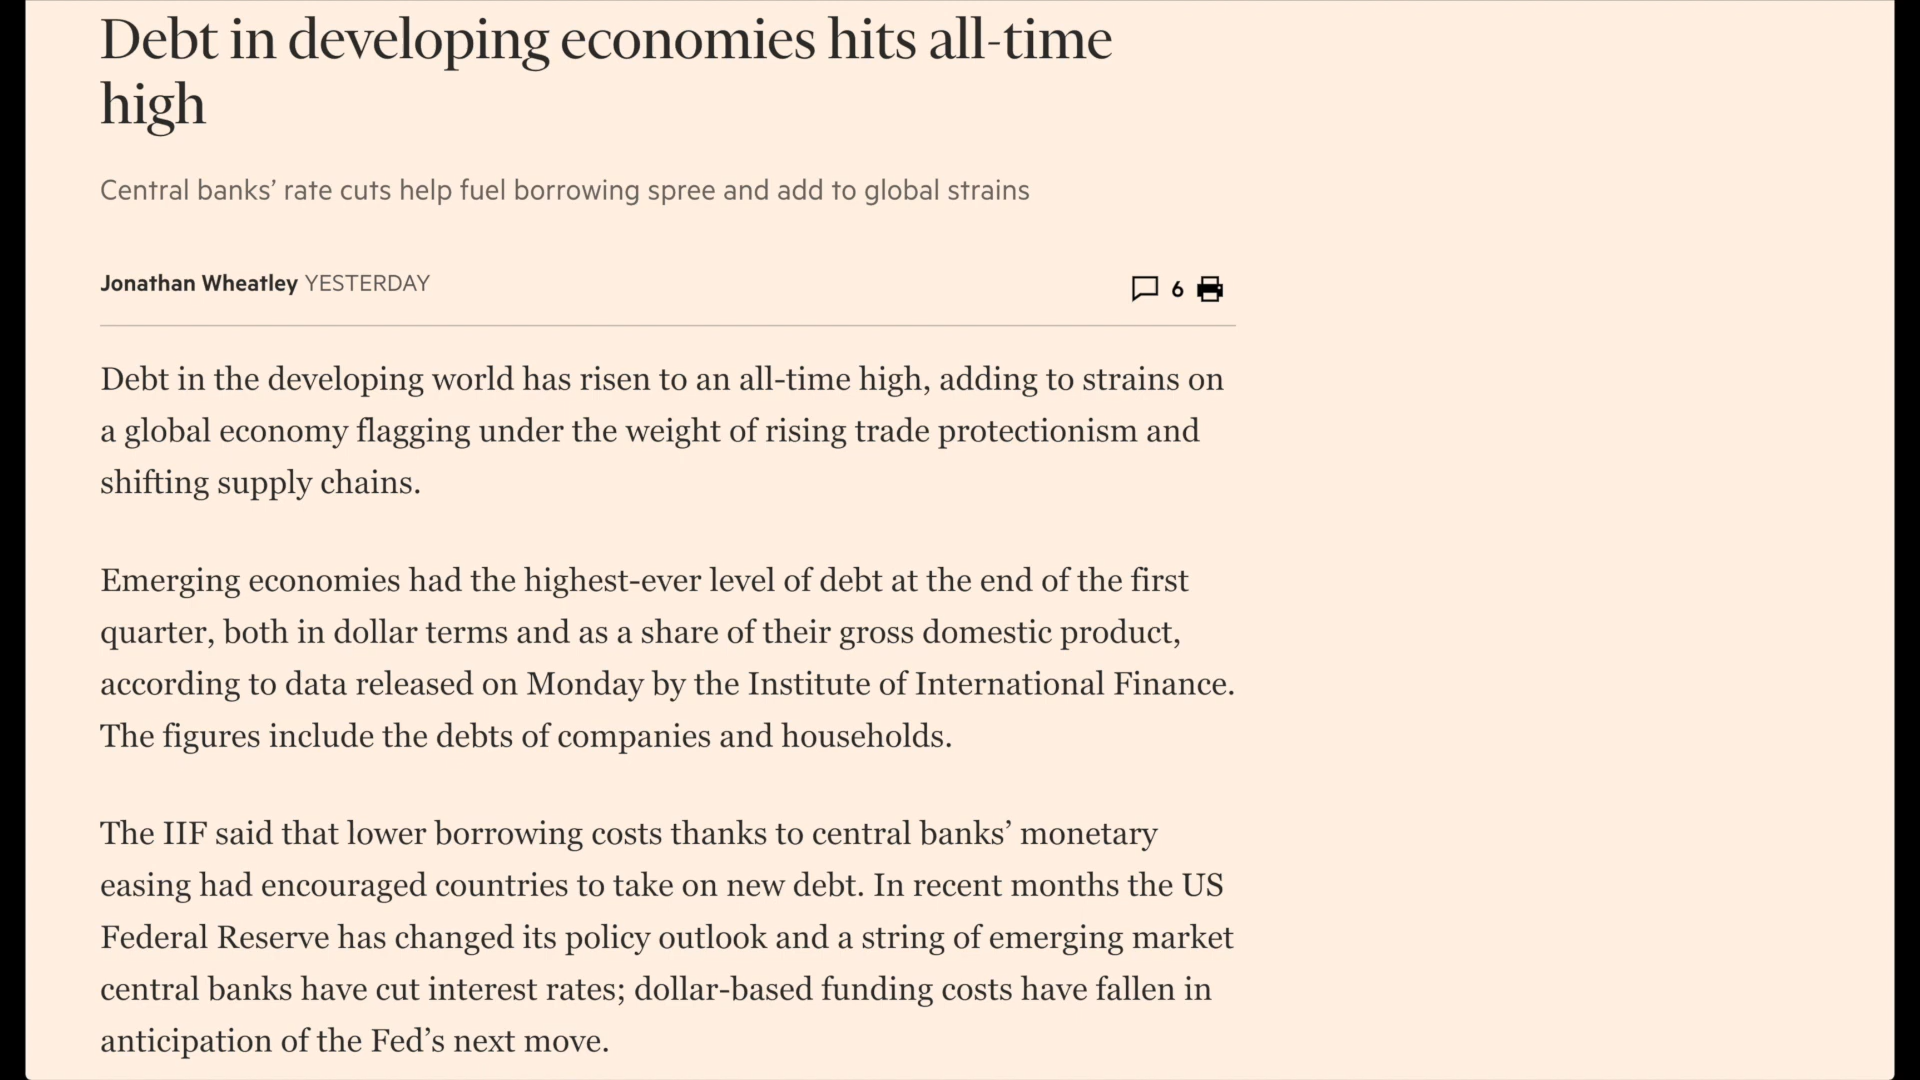 Debt in developing economies hits all-time
high
Central banks’ rate cuts help fuel borrowing spree and add to global strains
Jonathan Wheatley YESTERDAY
6
Debt in the developing world has risen to an all-time high, adding to strains on
a global economy flagging under the weight of rising trade protectionism and
shifting supply chains.
Emerging economies had the highest-ever level of debt at the end of the first
quarter, both in dollar terms and as a share of their gross domestic product,
according to data released on Monday by the Institute of International Finance.
The figures include the debts of companies and households.
The IIF said that lower borrowing costs thanks to central banks’ monetary
easing had encouraged countries to take on new debt. In recent months the US
Federal Reserve has changed its policy outlook and a string of emerging market
central banks have cut interest rates; dollar-based funding costs have fallen in
anticipation of the Fed’s next move.